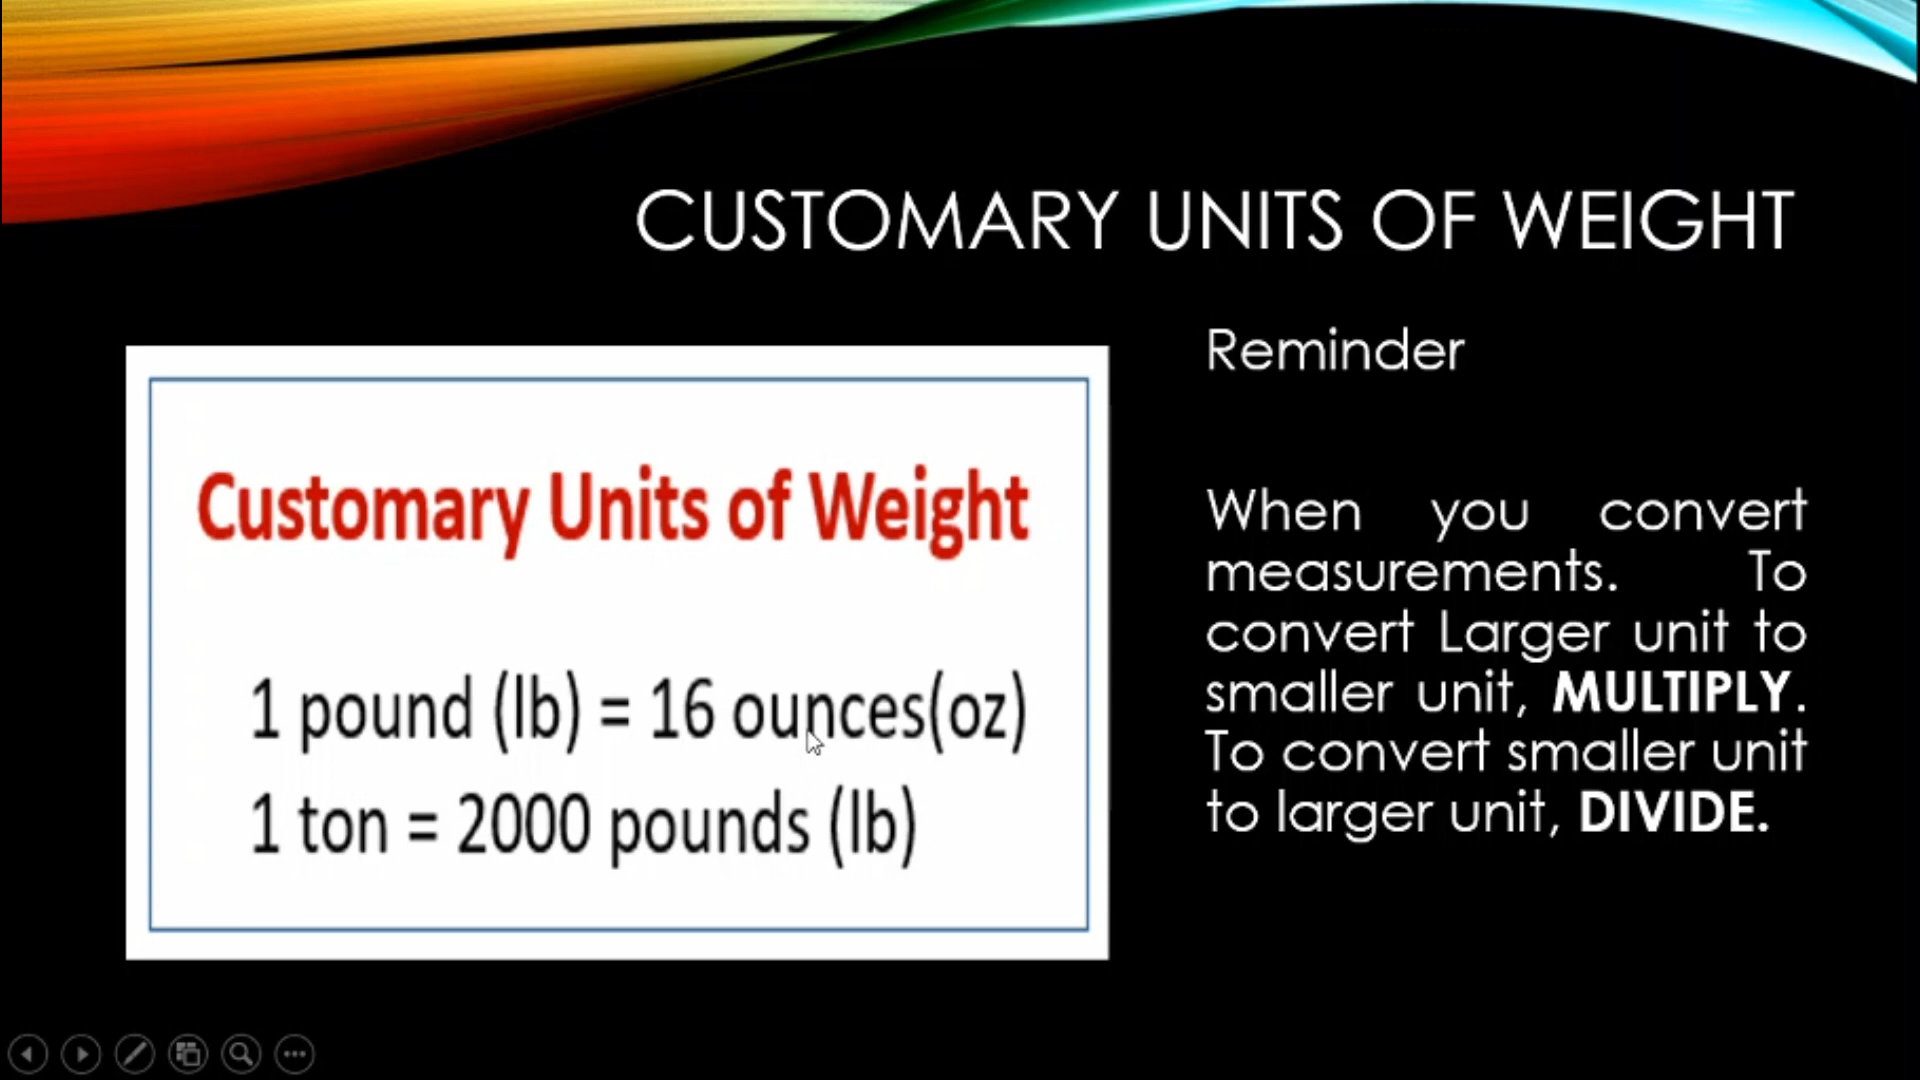 CUSTOMARY UNITS OF WEIGHT
Customary Units of Weight
1 pound (lb) = 16 ounces(oz)
1 ton = 2000 pounds (lb)
Reminder
When you convert
measurements. To
convert Larger unit to
smaller unit, MULTIPLY.
To convert smaller unit
to larger unit, DIVIDE.